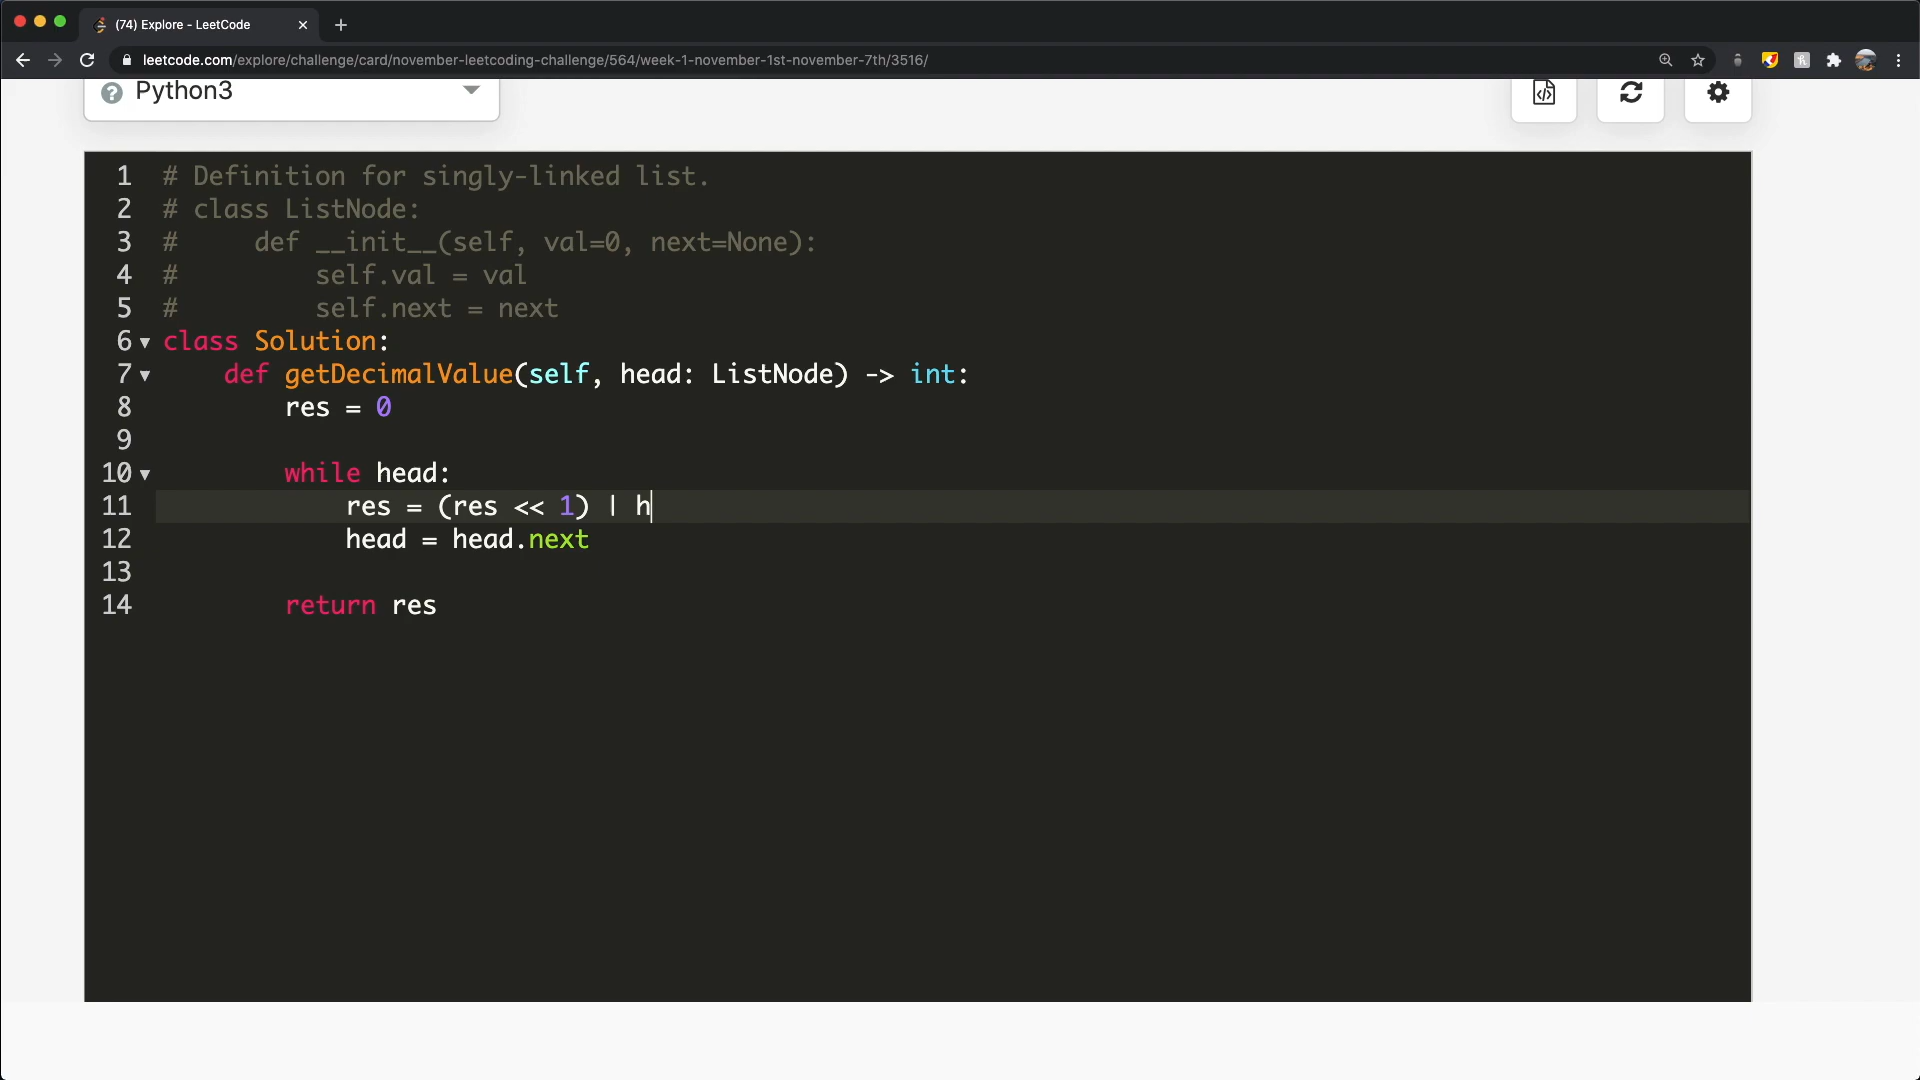 (74) Explore - LeetCode
leetcode.com/explore/challenge/card/november-leetcoding-challenge/564/week-1-november-1st-november-7th/3516/
Python3
1 # Definition for singly-linked list.
2 # class ListNode:
3 #     def __init__(self, val=0, next=None):
4 #         self.val = val
5 #         self.next = next
6 class Solution:
7     def getDecimalValue(self, head: ListNode) -> int:
8         res = 0
9
10         while head:
11             res = (res << 1) | h
12             head = head.next
13
14         return res